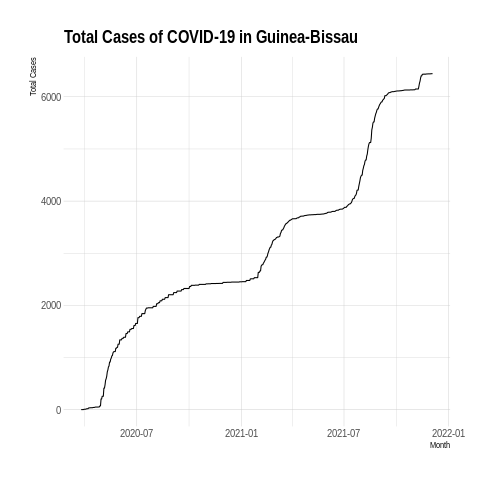 Total Cases of COVID-19 in Guinea-Bissau
Total Cases
6000
4000
2000
0
2020-07
2021-01
2021-07
2022-01
Month